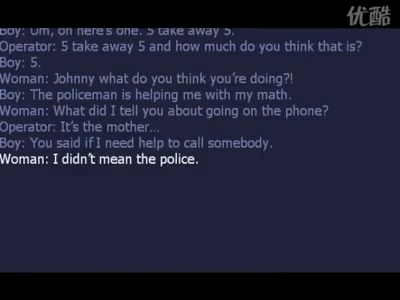 优酷
Boy: Um, oh here's one. 5 take away 5.
Operator: 5 take away 5 and how much do you think that is?
Boy: 5.
Woman: Johnny what do you think you're doing?!
Boy: The policeman is helping me with my math.
Woman: What did I tell you about going on the phone?
Operator: It's the mother...
Boy: You said if I need help to call somebody.
Woman: I didn't mean the police.